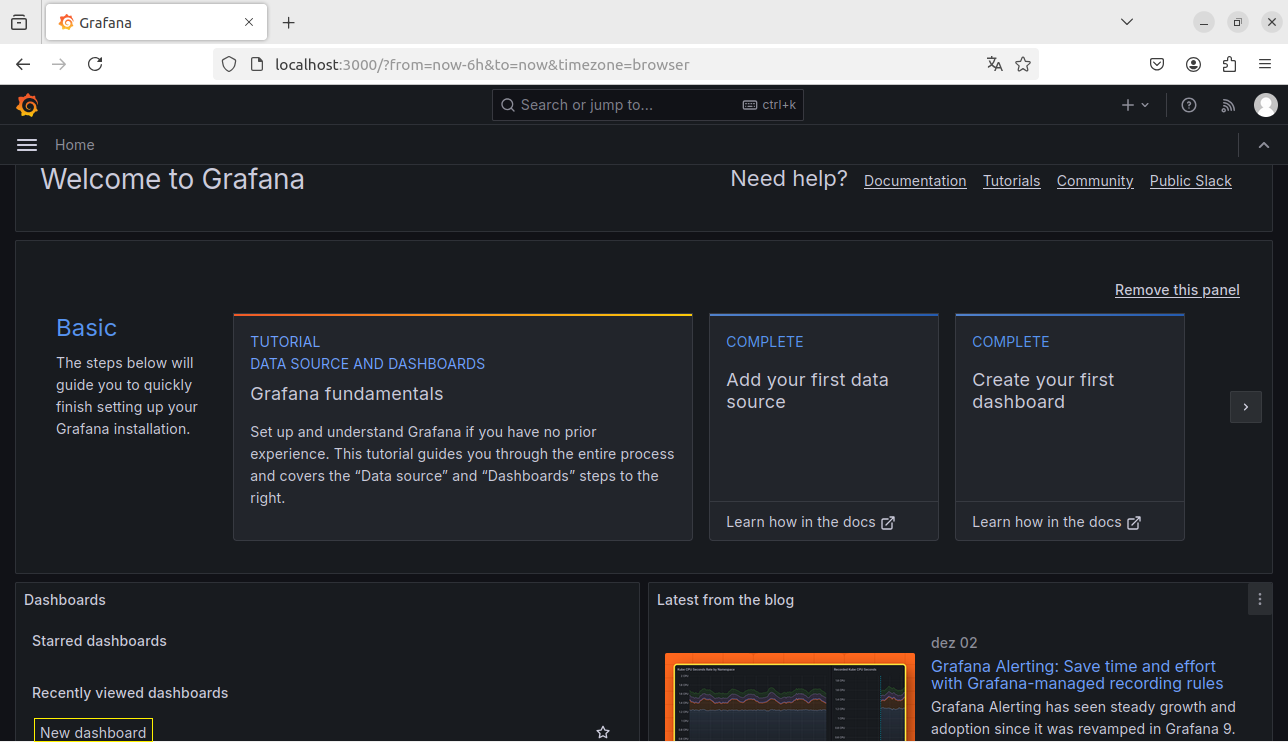 Grafana
localhost:3000/?from=now-6h&to=now&timezone=browser
Search or jump to...
ctrl+k
Home
Welcome to Grafana
Need help?
Documentation
Tutorials
Community
Public Slack
Remove this panel
Basic
The steps below will
guide you to quickly
finish setting up your
Grafana installation.
TUTORIAL
DATA SOURCE AND DASHBOARDS
Grafana fundamentals
Set up and understand Grafana if you have no prior
experience. This tutorial guides you through the entire process
and covers the “Data source” and “Dashboards” steps to the
right.
COMPLETE
Add your first data
source
Learn how in the docs
COMPLETE
Create your first
dashboard
Learn how in the docs
Dashboards
Starred dashboards
Recently viewed dashboards
New dashboard
Latest from the blog
dez 02
Grafana Alerting: Save time and effort
with Grafana-managed recording rules
Grafana Alerting has seen steady growth and
adoption since it was revamped in Grafana 9.